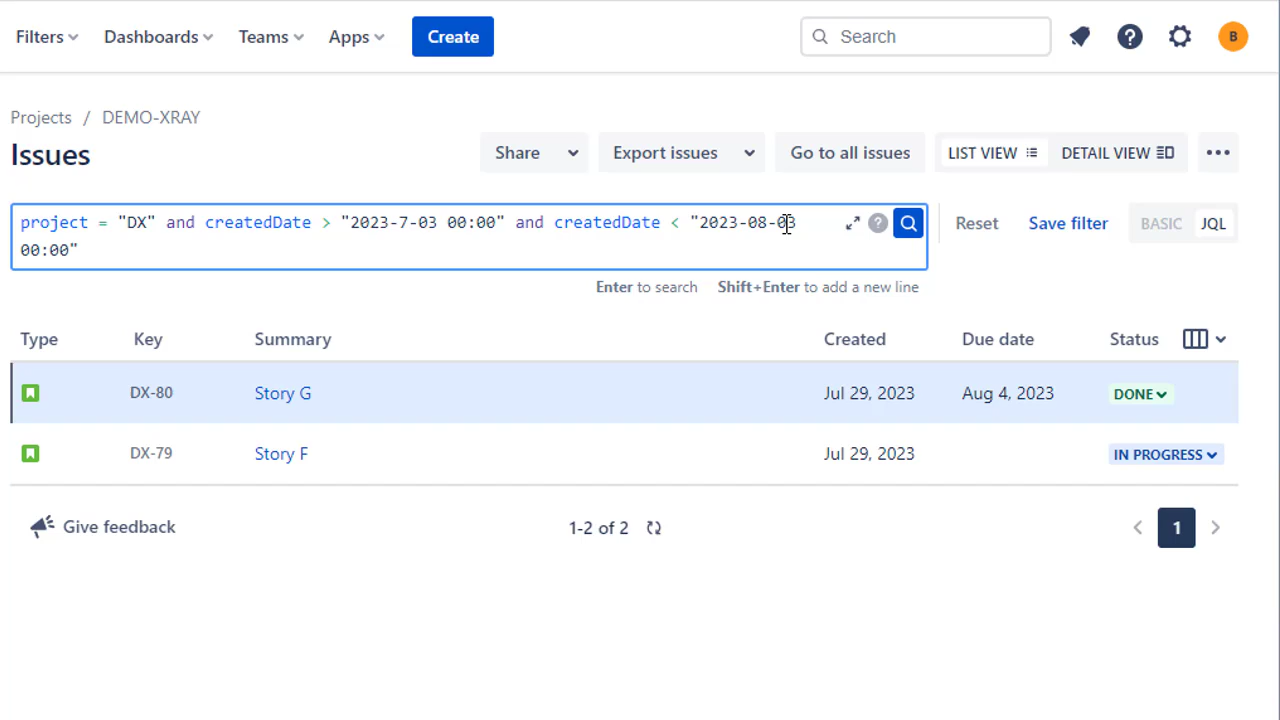 Filters Dashboards Teams Apps Create Search B
Projects / DEMO-XRAY
Issues Share Export issues Go to all issues LIST VIEW DETAIL VIEW
project = "DX" and createdDate > "2023-7-03 00:00" and createdDate < "2023-08-03
00:00"
Reset Save filter BASIC JQL
Enter to search Shift+Enter to add a new line
Type Key Summary Created Due date Status
DX-80 Story G Jul 29, 2023 Aug 4, 2023 DONE
DX-79 Story F Jul 29, 2023 IN PROGRESS
Give feedback 1-2 of 2 1